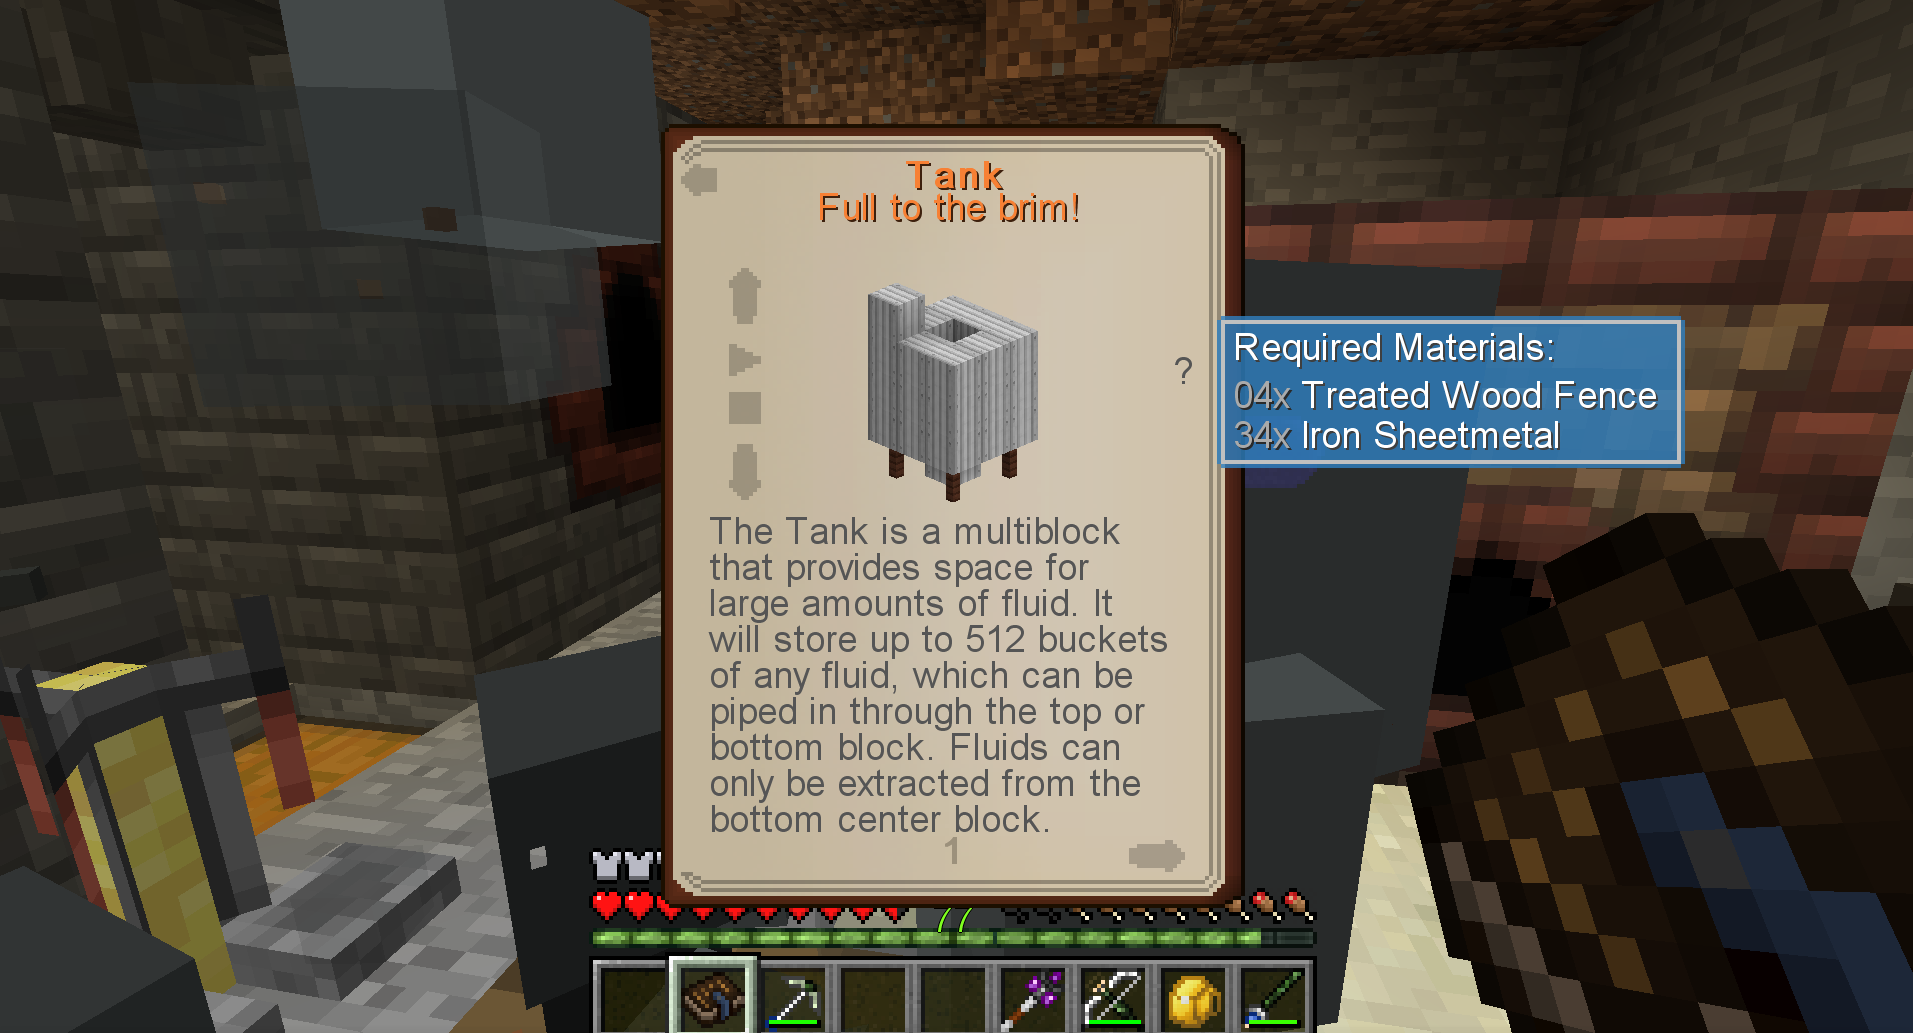 Tank
Full to the brim!
?
Required Materials:
04x Treated Wood Fence
34x Iron Sheetmetal
The Tank is a multiblock
that provides space for
large amounts of fluid. It
will store up to 512 buckets
of any fluid, which can be
piped in through the top or
bottom block. Fluids can
only be extracted from the
bottom center block.
1